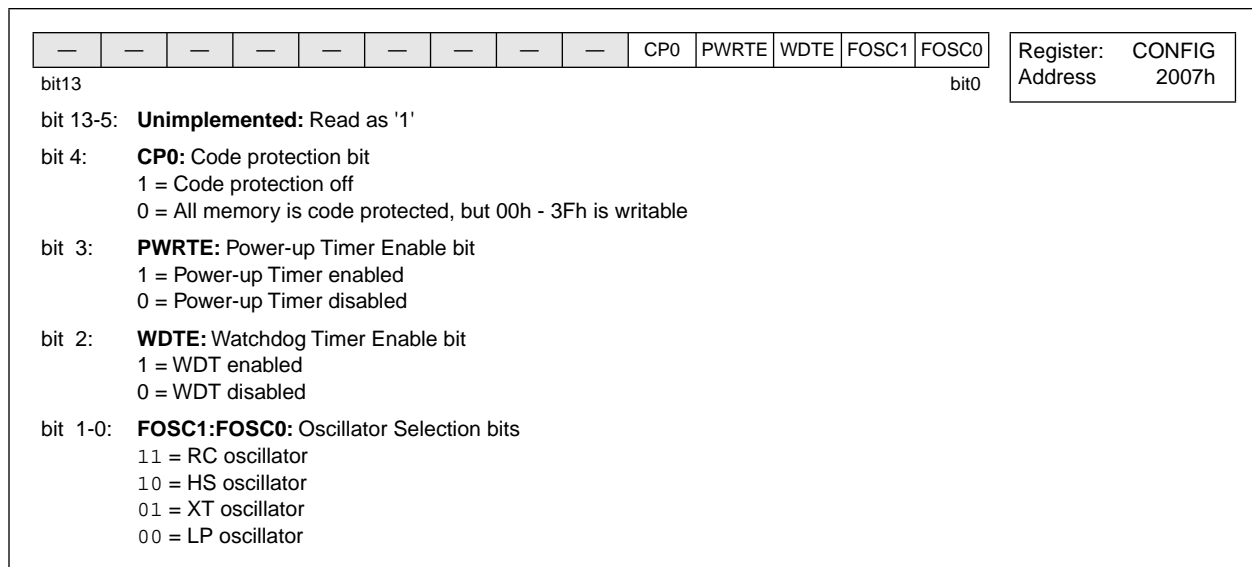 — — — — — — — — — CP0 PWRTE WDTE FOSC1 FOSC0
bit13 bit0
Register: CONFIG
Address 2007h
bit 13-5: Unimplemented: Read as '1'
bit 4: CP0: Code protection bit
1 = Code protection off
0 = All memory is code protected, but 00h - 3Fh is writable
bit 3: PWRTE: Power-up Timer Enable bit
1 = Power-up Timer enabled
0 = Power-up Timer disabled
bit 2: WDTE: Watchdog Timer Enable bit
1 = WDT enabled
0 = WDT disabled
bit 1-0: FOSC1:FOSC0: Oscillator Selection bits
11 = RC oscillator
10 = HS oscillator
01 = XT oscillator
00 = LP oscillator